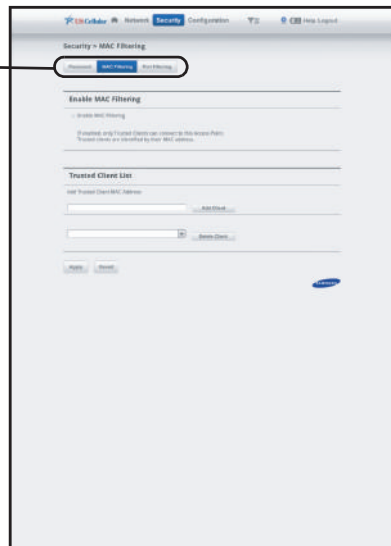 US Cellular Network Security Configuration Help Logout
Security > MAC Filtering
Password MAC Filtering Port Filtering
Enable MAC Filtering
Enable MAC Filtering
If enabled, only Trusted Clients can connect to this Access Point.
Trusted clients are identified by their MAC address.
Trusted Client List
Add Trusted Client MAC Address
Add Client
Delete Client
Apply Reset
SAMSUNG